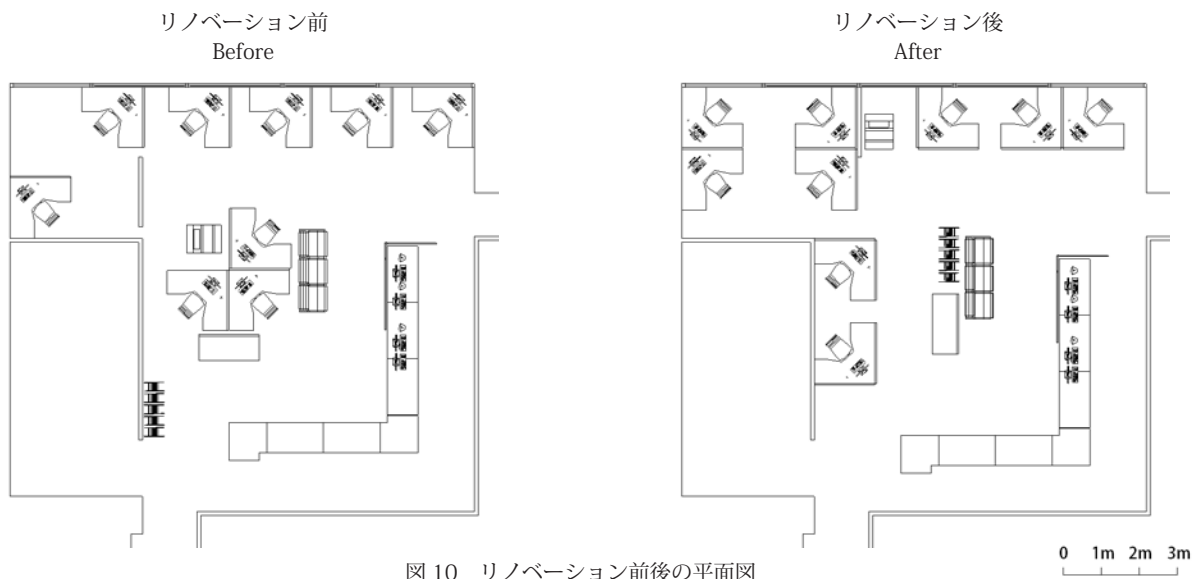 リノベーション前
Before
リノベーション後
After
0 1m 2m 3m
図 10 リノベーション前後の平面図